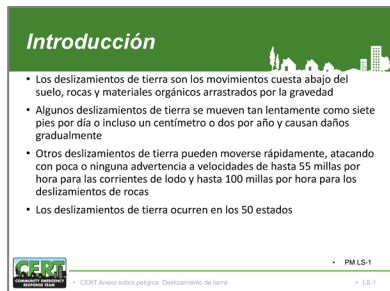 Introducción
• Los deslizamientos de tierra son los movimientos cuesta abajo del
suelo, rocas y materiales orgánicos arrastrados por la gravedad
• Algunos deslizamientos de tierra se mueven tan lentamente como siete
pies por día o incluso un centímetro o dos por año y causan daños
gradualmente
• Otros deslizamientos de tierra pueden moverse rápidamente, atacando
con poca o ninguna advertencia a velocidades de hasta 55 millas por
hora para las corrientes de lodo y hasta 100 millas por hora para los
deslizamientos de rocas
• Los deslizamientos de tierra ocurren en los 50 estados
• PM LS-1
CERT
COMMUNITY EMERGENCY
RESPONSE TEAM
• CERT Anexo sobre peligros: Deslizamiento de tierra
• LS-1